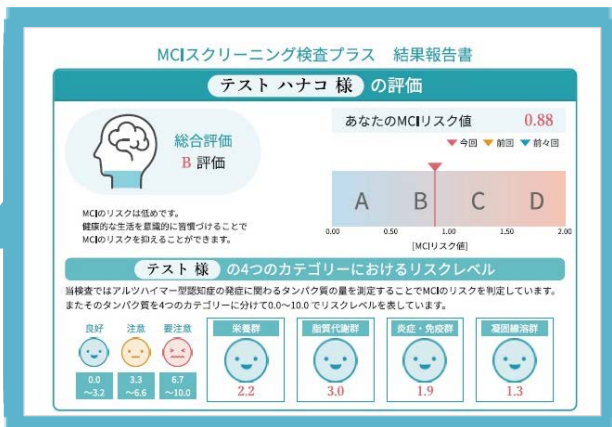 MCIスクリーニング検査プラス 結果報告書
テスト ハナコ 様 の評価
総合評価
B 評価
MCIのリスクは低めです。
健康的な生活を意識的に習慣づけることで
MCIのリスクを抑えることができます。
あなたのMCIリスク値 0.88
今回 前回 前々回
A B C D
0.00 0.50 1.00 1.50 2.00
[MCIリスク値]
テスト 様 の4つのカテゴリーにおけるリスクレベル
当検査ではアルツハイマー型認知症の発症に関わるタンパク質の量を測定することでMCIのリスクを判定しています。
またそのタンパク質を4つのカテゴリーに分けて0.0~10.0でリスクレベルを表しています。
良好 注意 要注意
0.0 3.3 6.7
~3.2 ~6.6 ~10.0
栄養群 脂質代謝群 炎症・免疫群 凝固線溶群
2.2 3.0 1.9 1.3